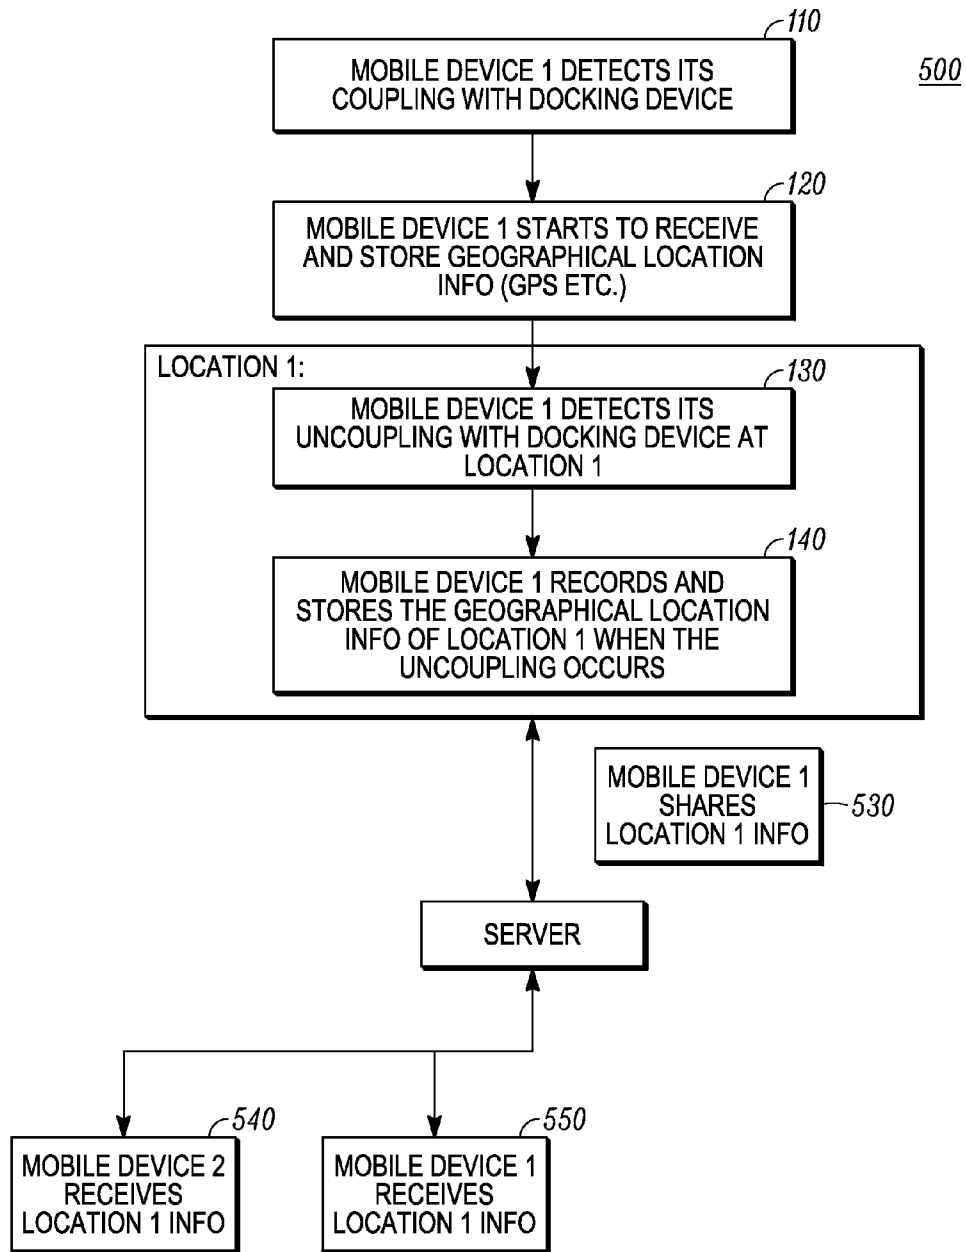 110
500
MOBILE DEVICE 1 DETECTS ITS
COUPLING WITH DOCKING DEVICE
120
MOBILE DEVICE 1 STARTS TO RECEIVE
AND STORE GEOGRAPHICAL LOCATION
INFO (GPS ETC.)
LOCATION 1:
130
MOBILE DEVICE 1 DETECTS ITS
UNCOUPLING WITH DOCKING DEVICE AT
LOCATION 1
140
MOBILE DEVICE 1 RECORDS AND
STORES THE GEOGRAPHICAL LOCATION
INFO OF LOCATION 1 WHEN THE
UNCOUPLING OCCURS
MOBILE DEVICE 1
SHARES
LOCATION 1 INFO
530
SERVER
540
MOBILE DEVICE 2
RECEIVES
LOCATION 1 INFO
550
MOBILE DEVICE 1
RECEIVES
LOCATION 1 INFO